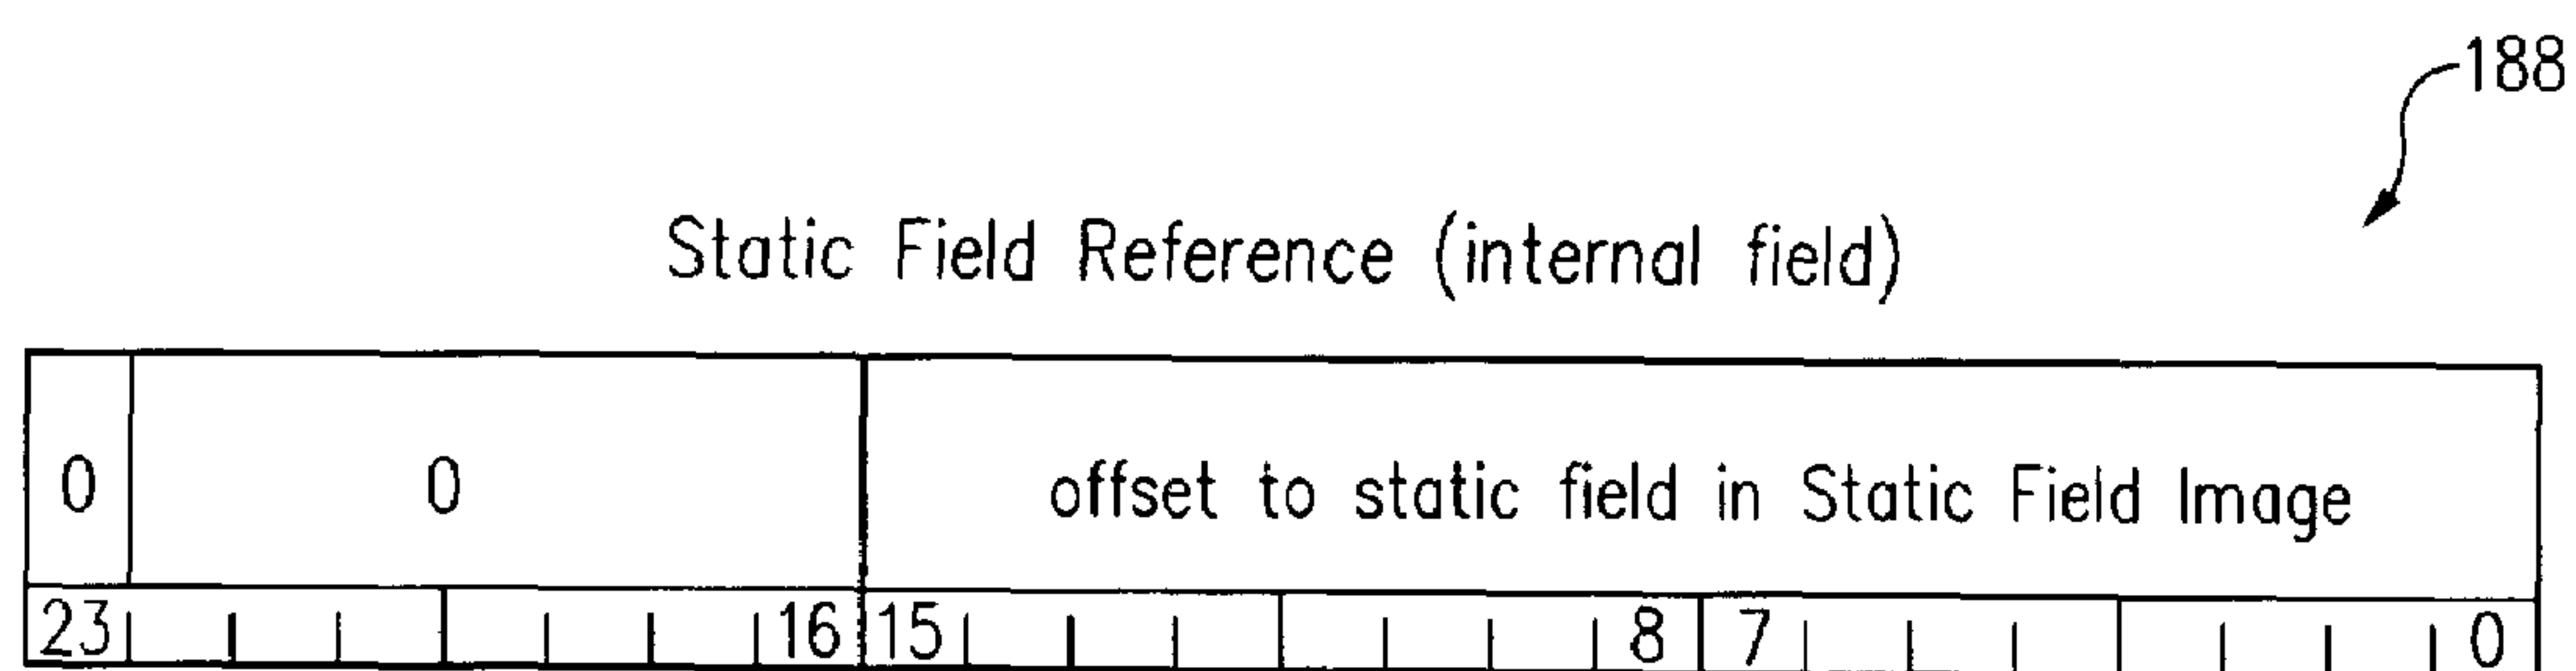 188
Static Field Reference (internal field)
0 0 offset to static field in Static Field Image
23 16 15 8 7 0